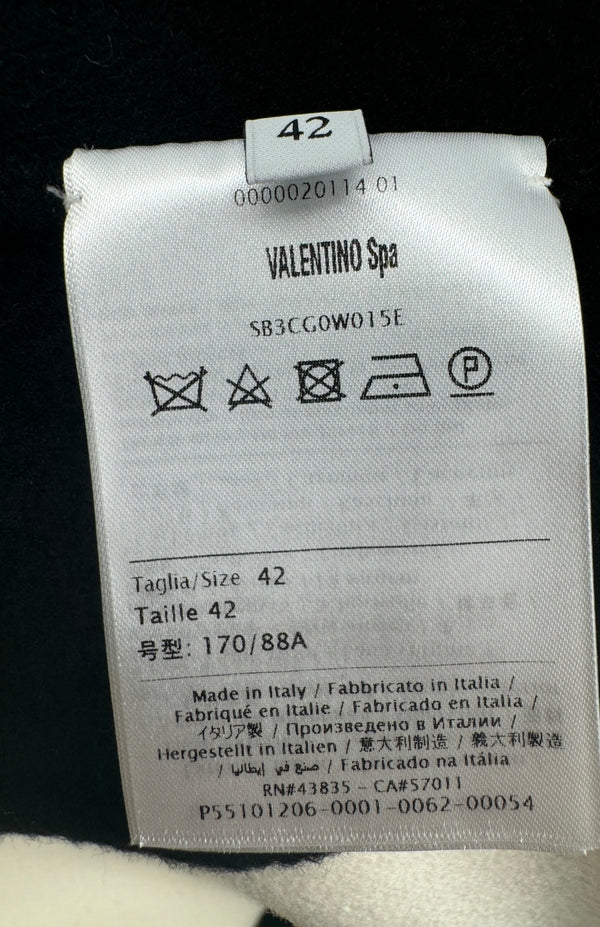 42
0000020114 01
VALENTINO Spa
SB3CG0W015E
P
Taglia/Size 42
Taille 42
号型: 170/88A
Made in Italy / Fabbricato in Italia /
Fabriqué en Italie / Fabricado en Italia /
イタリア製 / Произведено в Италии /
Hergestellt in Italien / 意大利制造 / 義大利製造
/ صنع في إيطاليا / Fabricado na Itália
RN#43835 - CA#57011
P55101206-0001-0062-00054